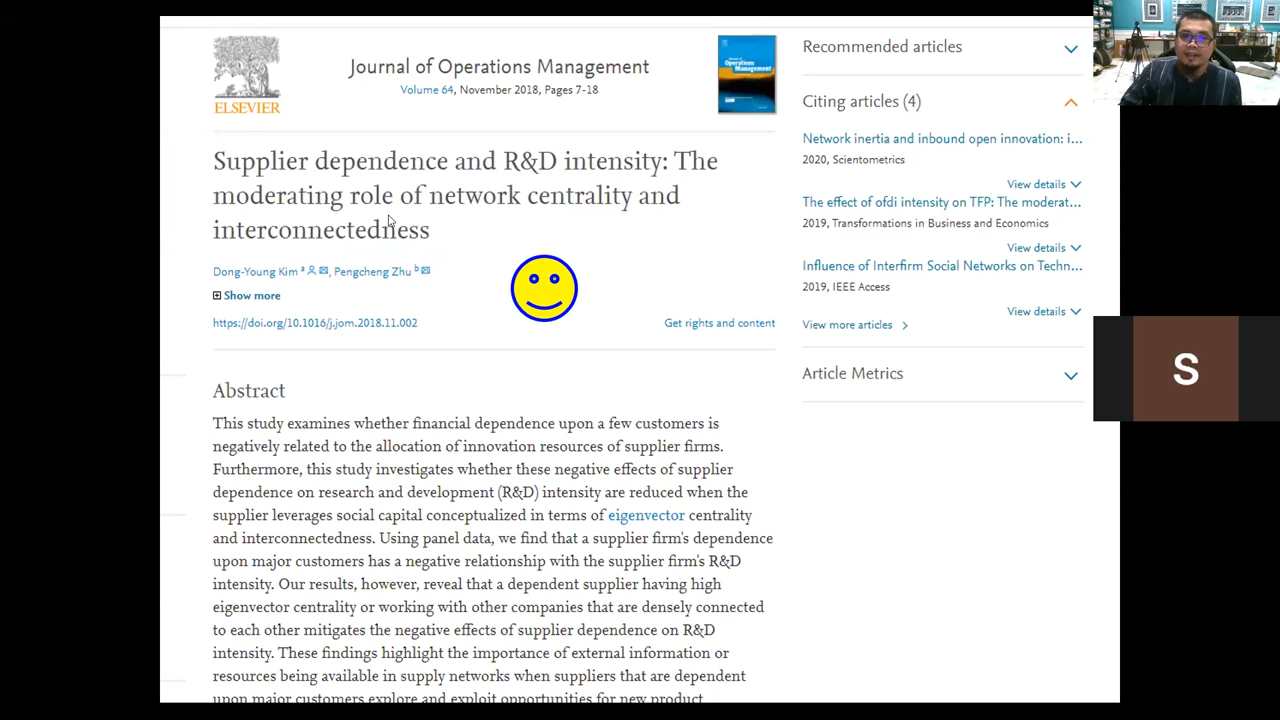 ELSEVIER
Journal of Operations Management
Volume 64, November 2018, Pages 7-18
Supplier dependence and R&D intensity: The
moderating role of network centrality and
interconnectedness
Dong-Young Kim a, Pengcheng Zhu b
Show more
https://doi.org/10.1016/j.jom.2018.11.002
Get rights and content
Abstract
This study examines whether financial dependence upon a few customers is
negatively related to the allocation of innovation resources of supplier firms.
Furthermore, this study investigates whether these negative effects of supplier
dependence on research and development (R&D) intensity are reduced when the
supplier leverages social capital conceptualized in terms of eigenvector centrality
and interconnectedness. Using panel data, we find that a supplier firm's dependence
upon major customers has a negative relationship with the supplier firm's R&D
intensity. Our results, however, reveal that a dependent supplier having high
eigenvector centrality or working with other companies that are densely connected
to each other mitigates the negative effects of supplier dependence on R&D
intensity. These findings highlight the importance of external information or
resources being available in supply networks when suppliers that are dependent
upon major customers explore and exploit opportunities for new product
Recommended articles
Citing articles (4)
Network inertia and inbound open innovation: i...
2020, Scientometrics
View details
The effect of ofdi intensity on TFP: The moderat...
2019, Transformations in Business and Economics
View details
Influence of Interfirm Social Networks on Techn...
2019, IEEE Access
View details
View more articles
Article Metrics
S